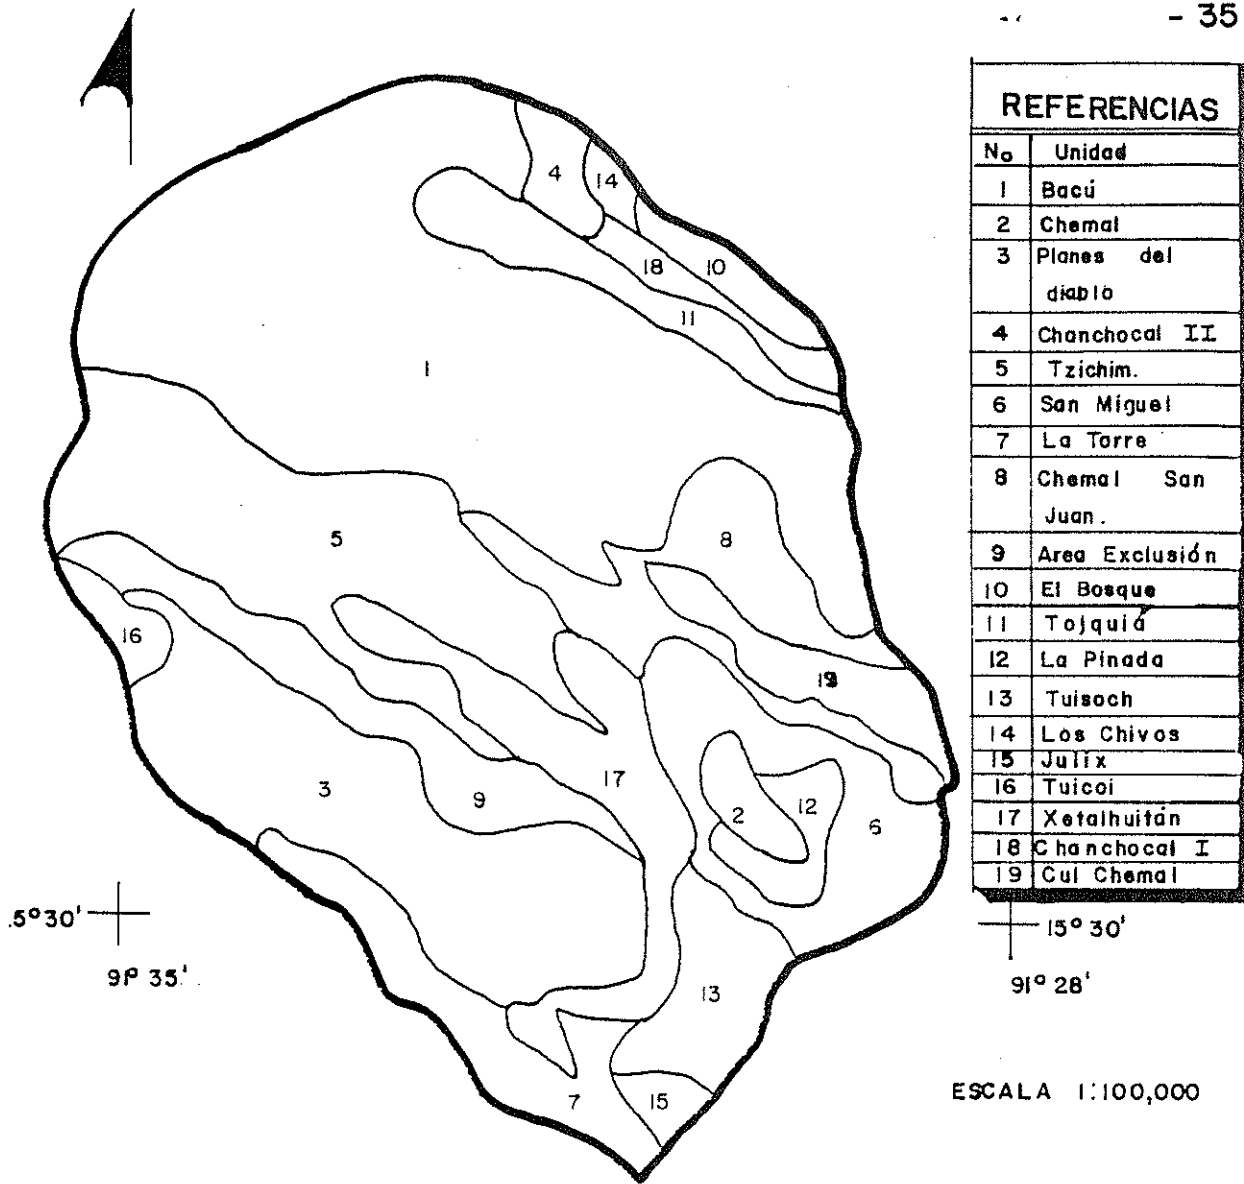 - 35
REFERENCIAS
No Unidad
1 Bacú
2 Chemal
3 Planes del
diablo
4 Chanchocal II
5 Tzichim.
6 San Miguel
7 La Torre
8 Chemal San
Juan.
9 Area Exclusión
10 El Bosque
11 Tojquiá
12 La Pinada
13 Tuisoch
14 Los Chivos
15 Julix
16 Tuicoi
17 Xetalhuitán
18 Chanchocal I
19 Cul Chemal
4
14
18
10
11
1
5
8
16
3
9
17
2
12
6
13
7
15
.5°30'
91° 35'
15° 30'
91° 28'
ESCALA 1:100,000